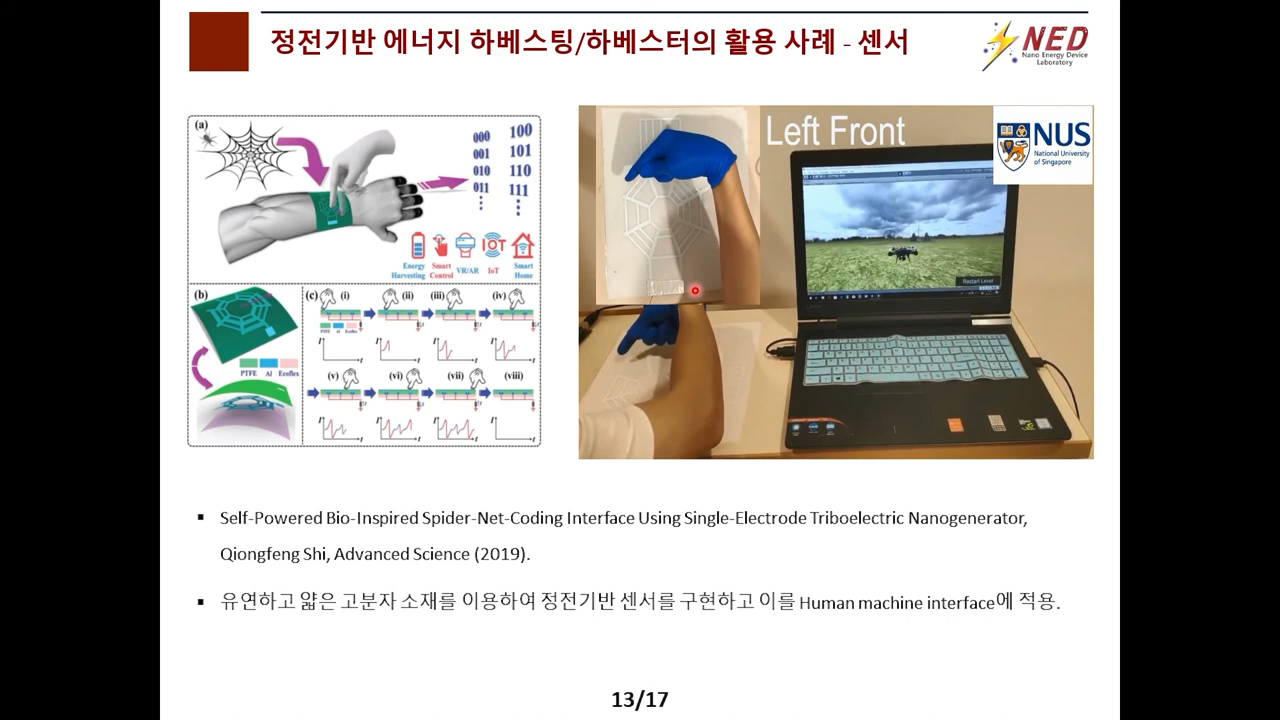 정전기반 에너지 하베스팅/하베스터의 활용 사례 - 센서
NED
Nano Energy Device
Laboratory
(a)
000 100
001 101
010 110
011 111
Energy Harvesting
Smart Control
VR/AR
IOT
IoT
Smart Home
(b)
PTFE Al Ecoflex
(c)
(i) (ii) (iii) (iv)
PTFE Al Ecoflex
(v) (vi) (vii) (viii)
Left Front
NUS
National University
of Singapore
Restart Level
▪ Self-Powered Bio-Inspired Spider-Net-Coding Interface Using Single-Electrode Triboelectric Nanogenerator,
Qiongfeng Shi, Advanced Science (2019).
▪ 유연하고 얇은 고분자 소재를 이용하여 정전기반 센서를 구현하고 이를 Human machine interface에 적용.
13/17